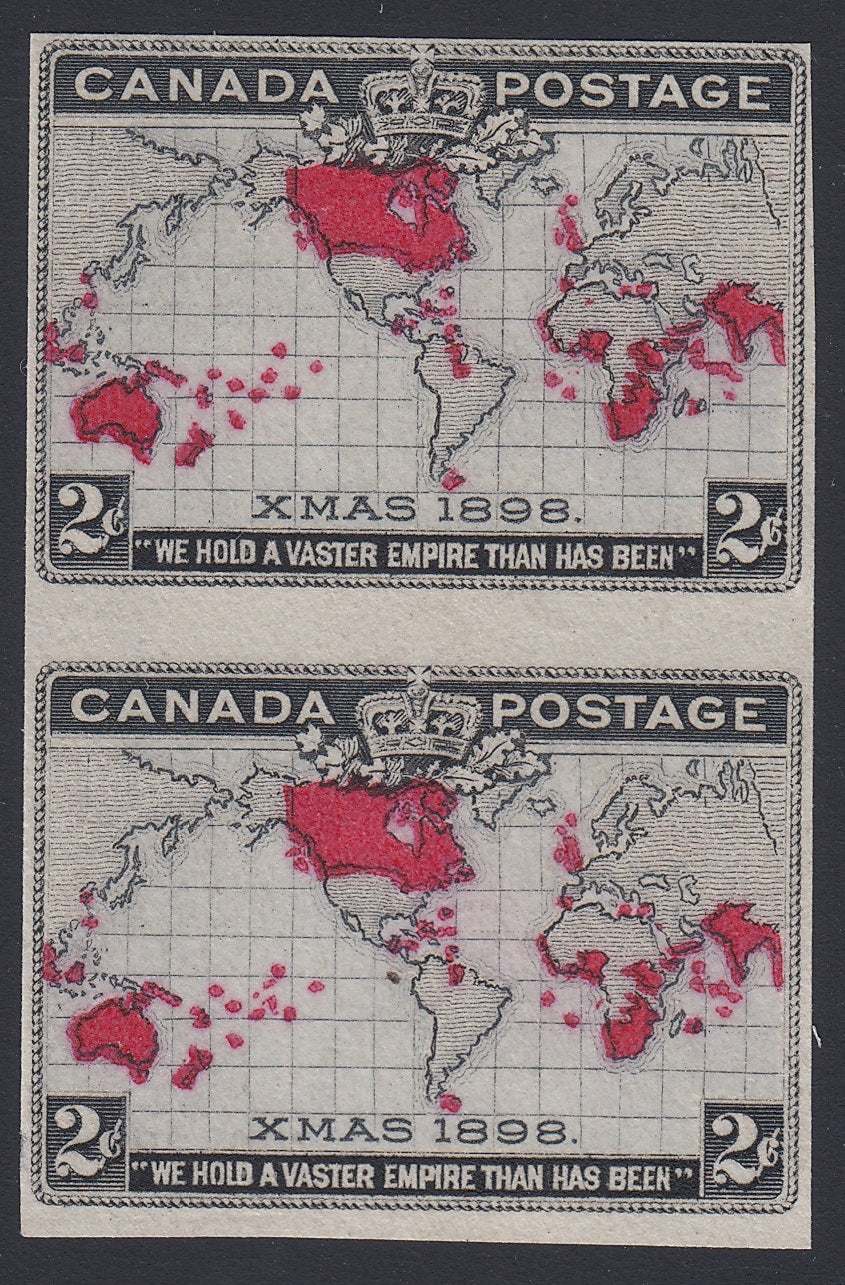 CANADA POSTAGE
XMAS 1898.
2¢ 2¢
"WE HOLD A VASTER EMPIRE THAN HAS BEEN"
CANADA POSTAGE
XMAS 1898.
2¢ 2¢
"WE HOLD A VASTER EMPIRE THAN HAS BEEN"